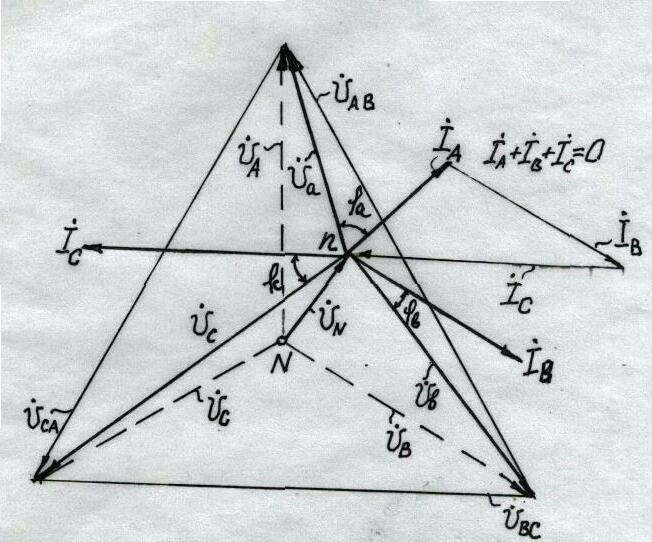 U̇AB
U̇A
U̇a
İA
İA+İB+İC=0
φa
İB
İC
n
İC
φc
φb
U̇C
U̇N
N
İB
U̇b
U̇C
U̇B
U̇CA
U̇BC